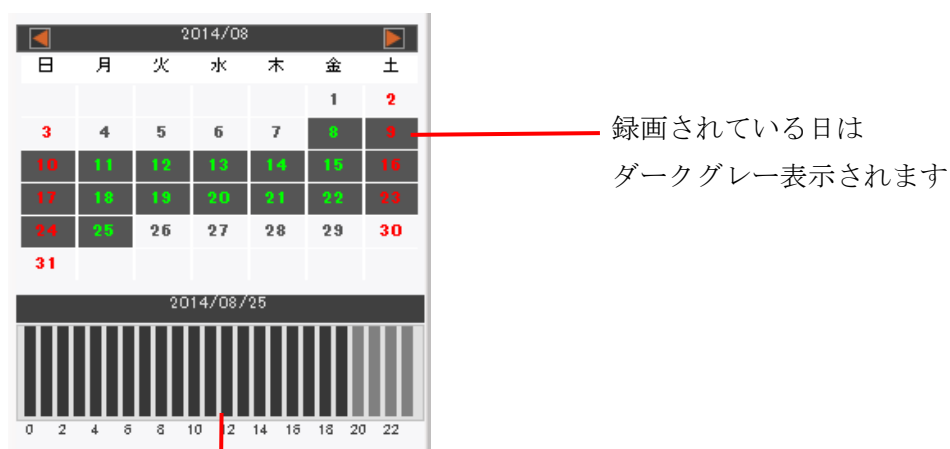 2014/08
日 月 火 水 木 金 土
1 2
3 4 5 6 7 8 9
10 11 12 13 14 15 16
17 18 19 20 21 22 23
24 25 26 27 28 29 30
31
録画されている日は
ダークグレー表示されます
2014/08/25
0 2 4 6 8 10 12 14 16 18 20 22